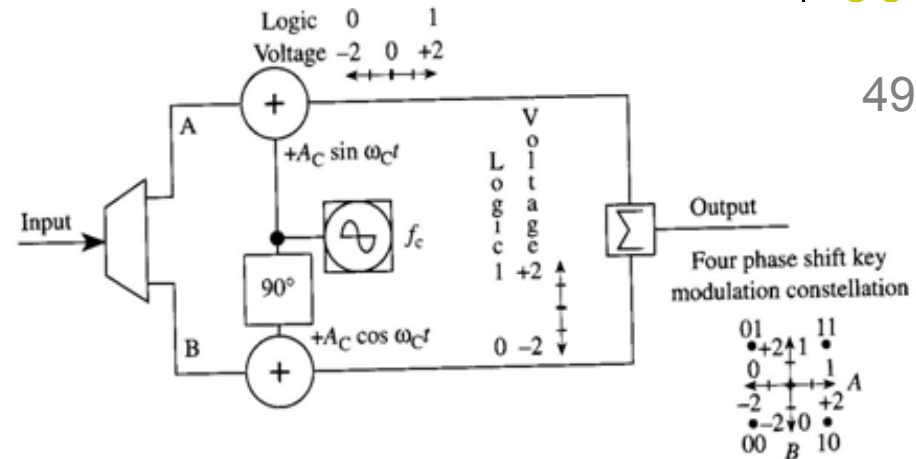 Logic 0 1
Voltage –2 0 +2
49
A
+
+A_C sin ω_Ct
Logic
Voltage
1 +2
0 –2
Input
f_c
90°
Σ
Output
+A_C cos ω_Ct
B
+
Four phase shift key
modulation constellation
01 11
+2 1
0 1 A
–2 +2
–2 0
00 B 10